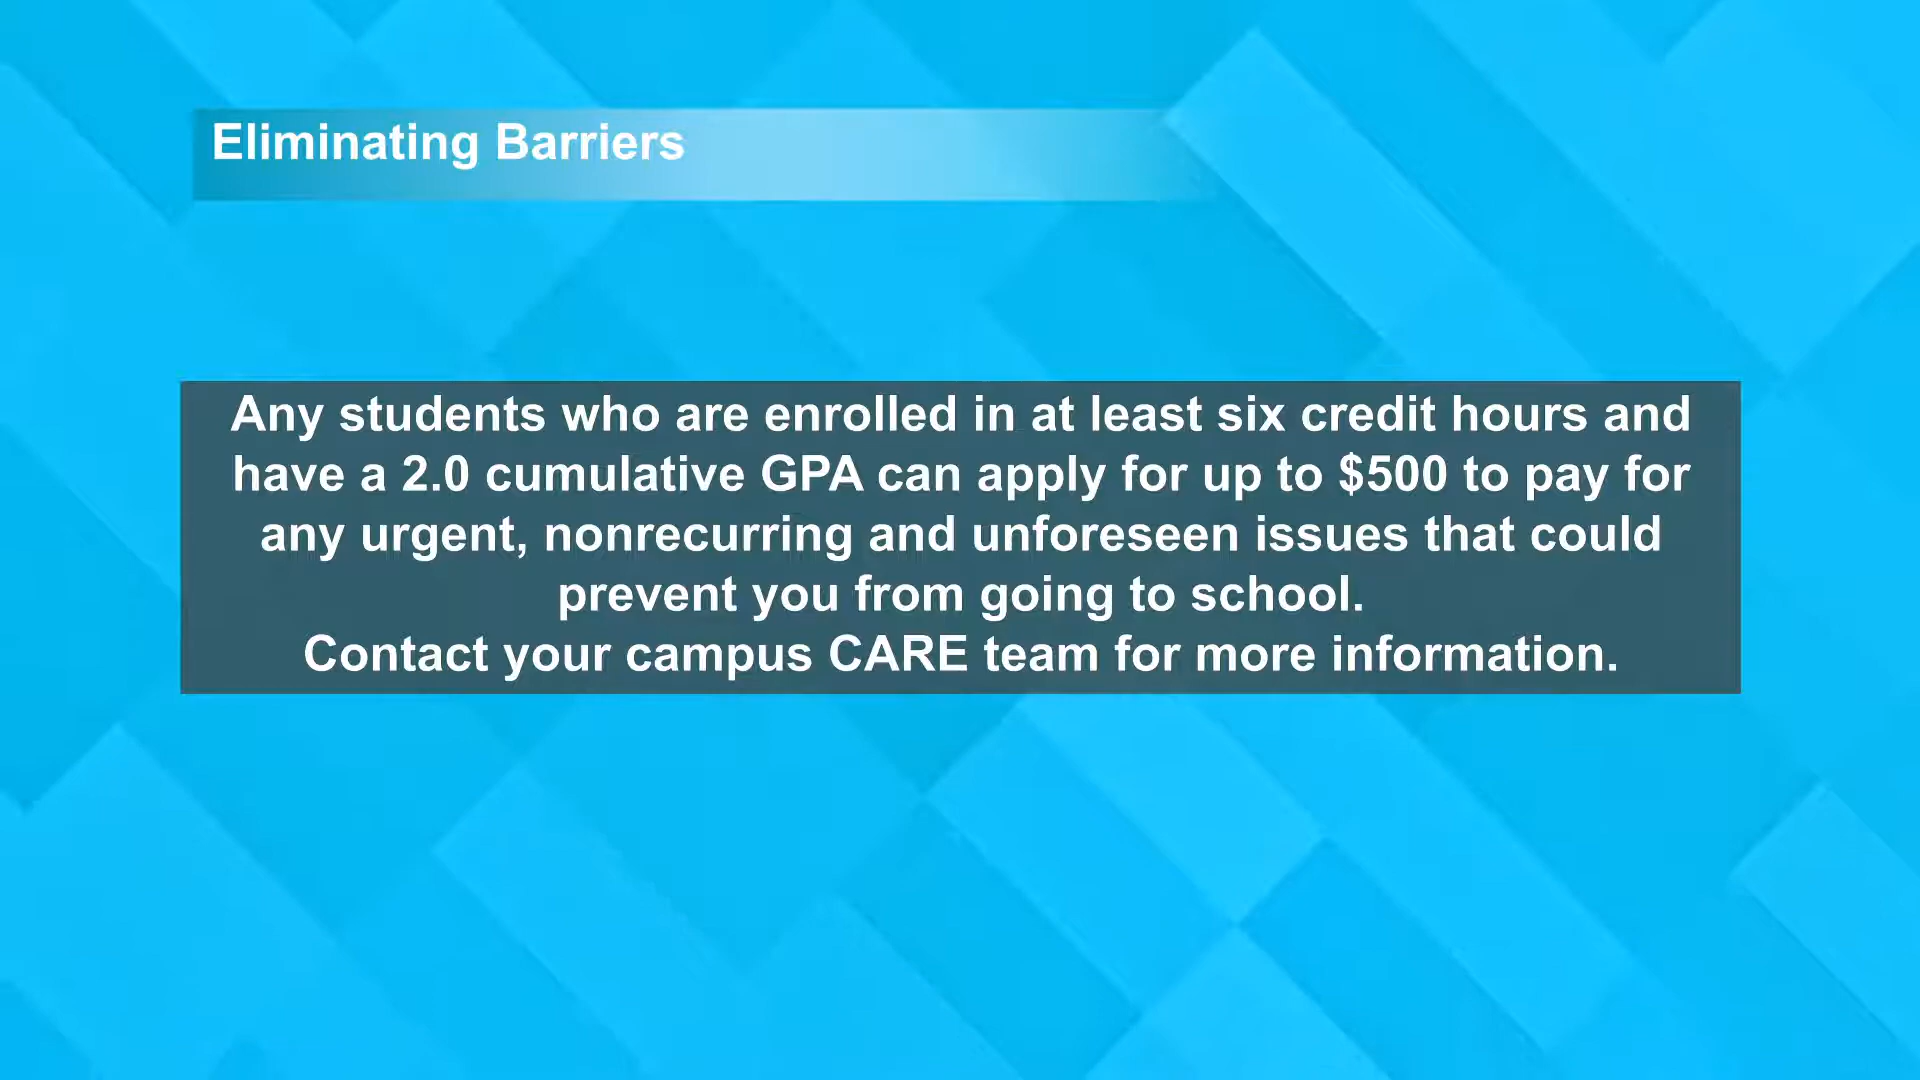 Eliminating Barriers
Any students who are enrolled in at least six credit hours and
have a 2.0 cumulative GPA can apply for up to $500 to pay for
any urgent, nonrecurring and unforeseen issues that could
prevent you from going to school.
Contact your campus CARE team for more information.